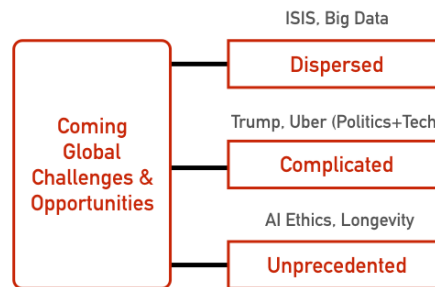 Coming
Global
Challenges &
Opportunities
ISIS, Big Data
Dispersed
Trump, Uber (Politics+Tech
Complicated
AI Ethics, Longevity
Unprecedented